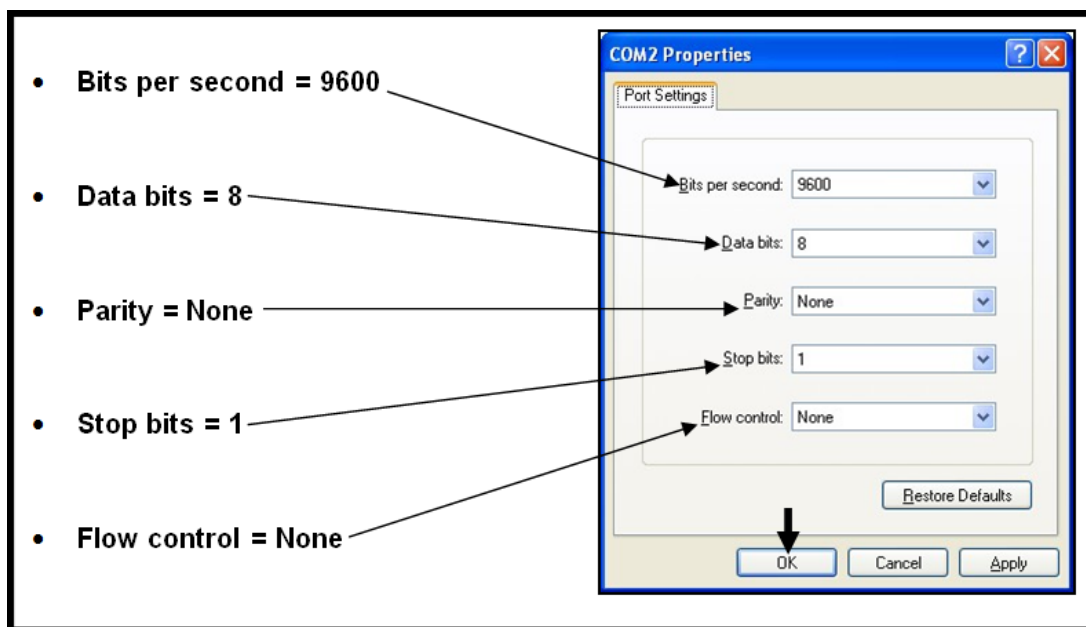 • Bits per second = 9600
• Data bits = 8
• Parity = None
• Stop bits = 1
• Flow control = None
COM2 Properties
Port Settings
Bits per second: 9600
Data bits: 8
Parity: None
Stop bits: 1
Flow control: None
Restore Defaults
OK Cancel Apply